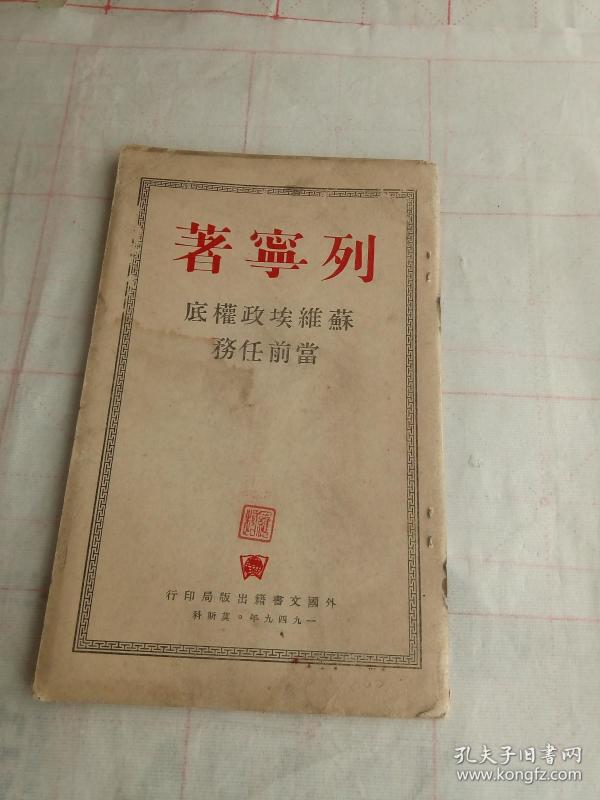 列寧著
蘇維埃政權底
當前任務
外國文書籍出版局印行
一九四九年。莫斯科
孔夫子旧书网
www.kongfz.com